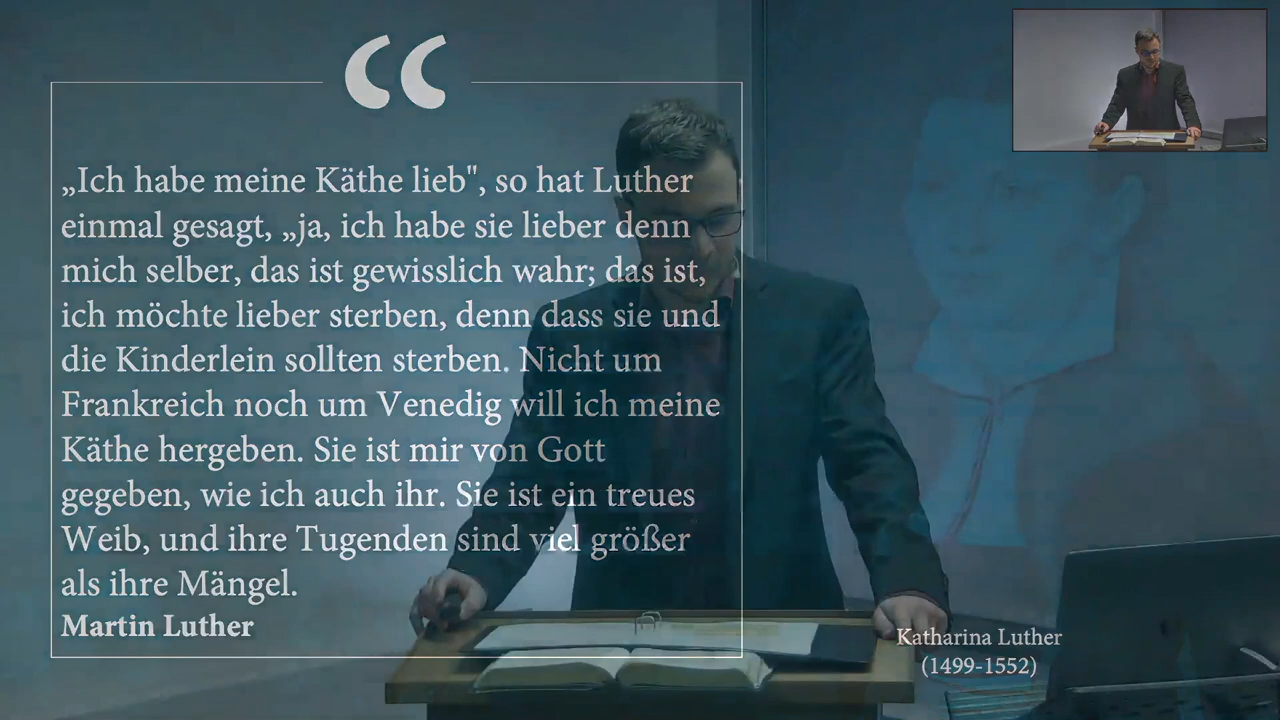 „Ich habe meine Käthe lieb", so hat Luther
einmal gesagt, „ja, ich habe sie lieber denn
mich selber, das ist gewisslich wahr; das ist,
ich möchte lieber sterben, denn dass sie und
die Kinderlein sollten sterben. Nicht um
Frankreich noch um Venedig will ich meine
Käthe hergeben. Sie ist mir von Gott
gegeben, wie ich auch ihr. Sie ist ein treues
Weib, und ihre Tugenden sind viel größer
als ihre Mängel.
Martin Luther
Katharina Luther
(1499-1552)